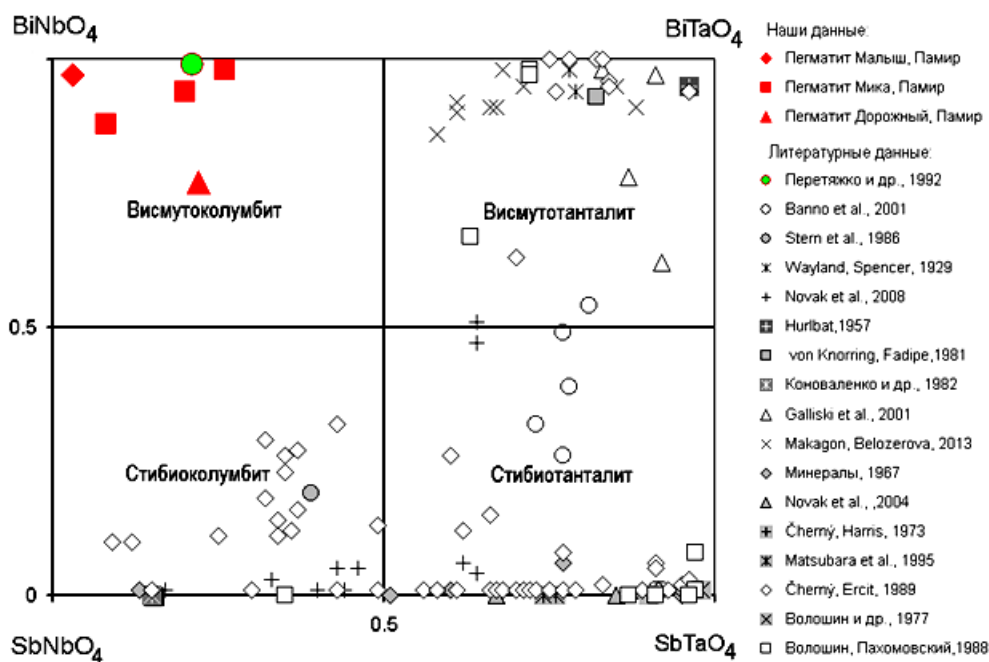 BiNbO4
BiTaO4
Висмутоколумбит
Висмутотанталит
0.5
Стибиоколумбит
Стибиотанталит
0
0.5
SbNbO4
SbTaO4
Наши данные:
Пегматит Малыш, Памир
Пегматит Мика, Памир
Пегматит Дорожный, Памир
Литературные данные:
Перетяжко и др., 1992
Banno et al., 2001
Stern et al., 1986
Wayland, Spencer, 1929
Novak et al., 2008
Hurlbat,1957
von Knorring, Fadipe,1981
Коноваленко и др., 1982
Galliski et al., 2001
Makagon, Belozerova, 2013
Минералы, 1967
Novak et al., ,2004
Černý, Harris, 1973
Matsubara et al., 1995
Černý, Ercit, 1989
Волошин и др., 1977
Волошин, Пахомовский,1988